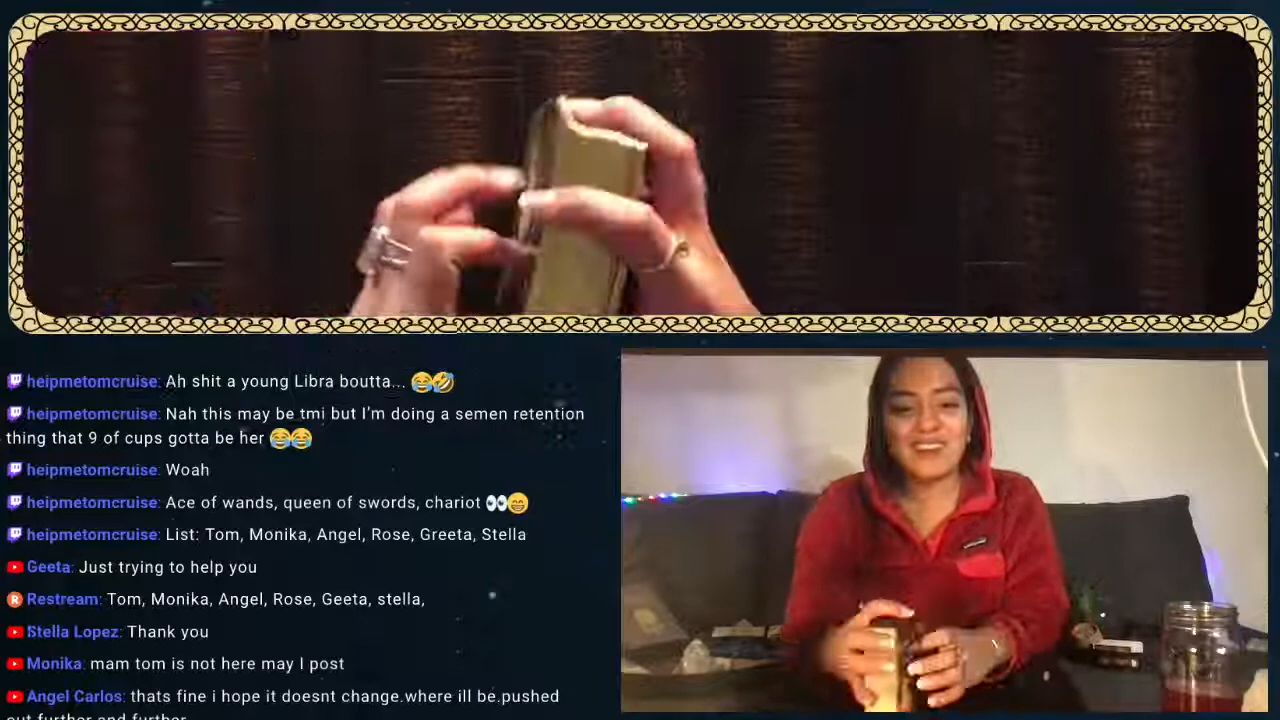 heipmetomcruise: Ah shit a young Libra boutta... 😂🤣
heipmetomcruise: Nah this may be tmi but I'm doing a semen retention
thing that 9 of cups gotta be her 😂😂
heipmetomcruise: Woah
heipmetomcruise: Ace of wands, queen of swords, chariot 👀😁
heipmetomcruise: List: Tom, Monika, Angel, Rose, Greeta, Stella
Geeta: Just trying to help you
R Restream: Tom, Monika, Angel, Rose, Geeta, stella,
Stella Lopez: Thank you
Monika: mam tom is not here may I post
Angel Carlos: thats fine i hope it doesnt change.where ill be.pushed
out further and further